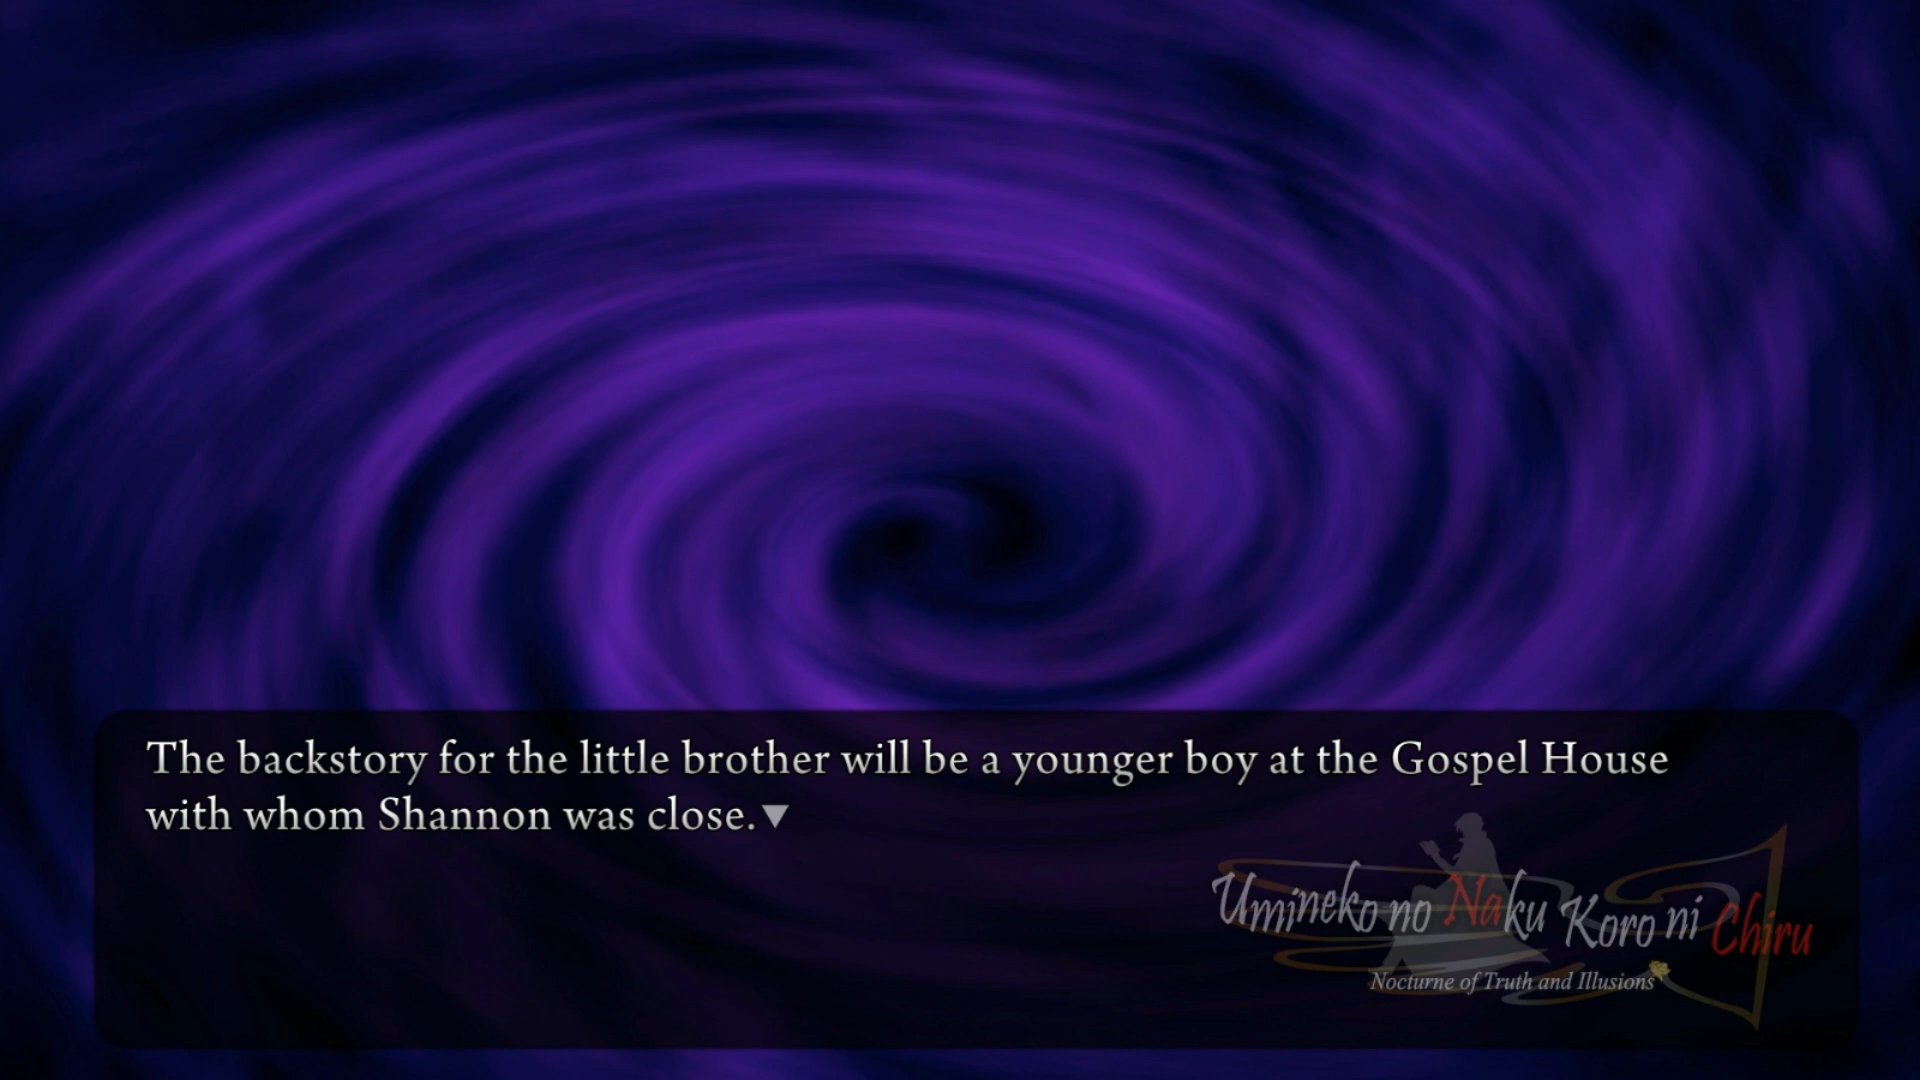 The backstory for the little brother will be a younger boy at the Gospel House
with whom Shannon was close.
Umineko no Naku Koro ni Chiru
Nocturne of Truth and Illusions